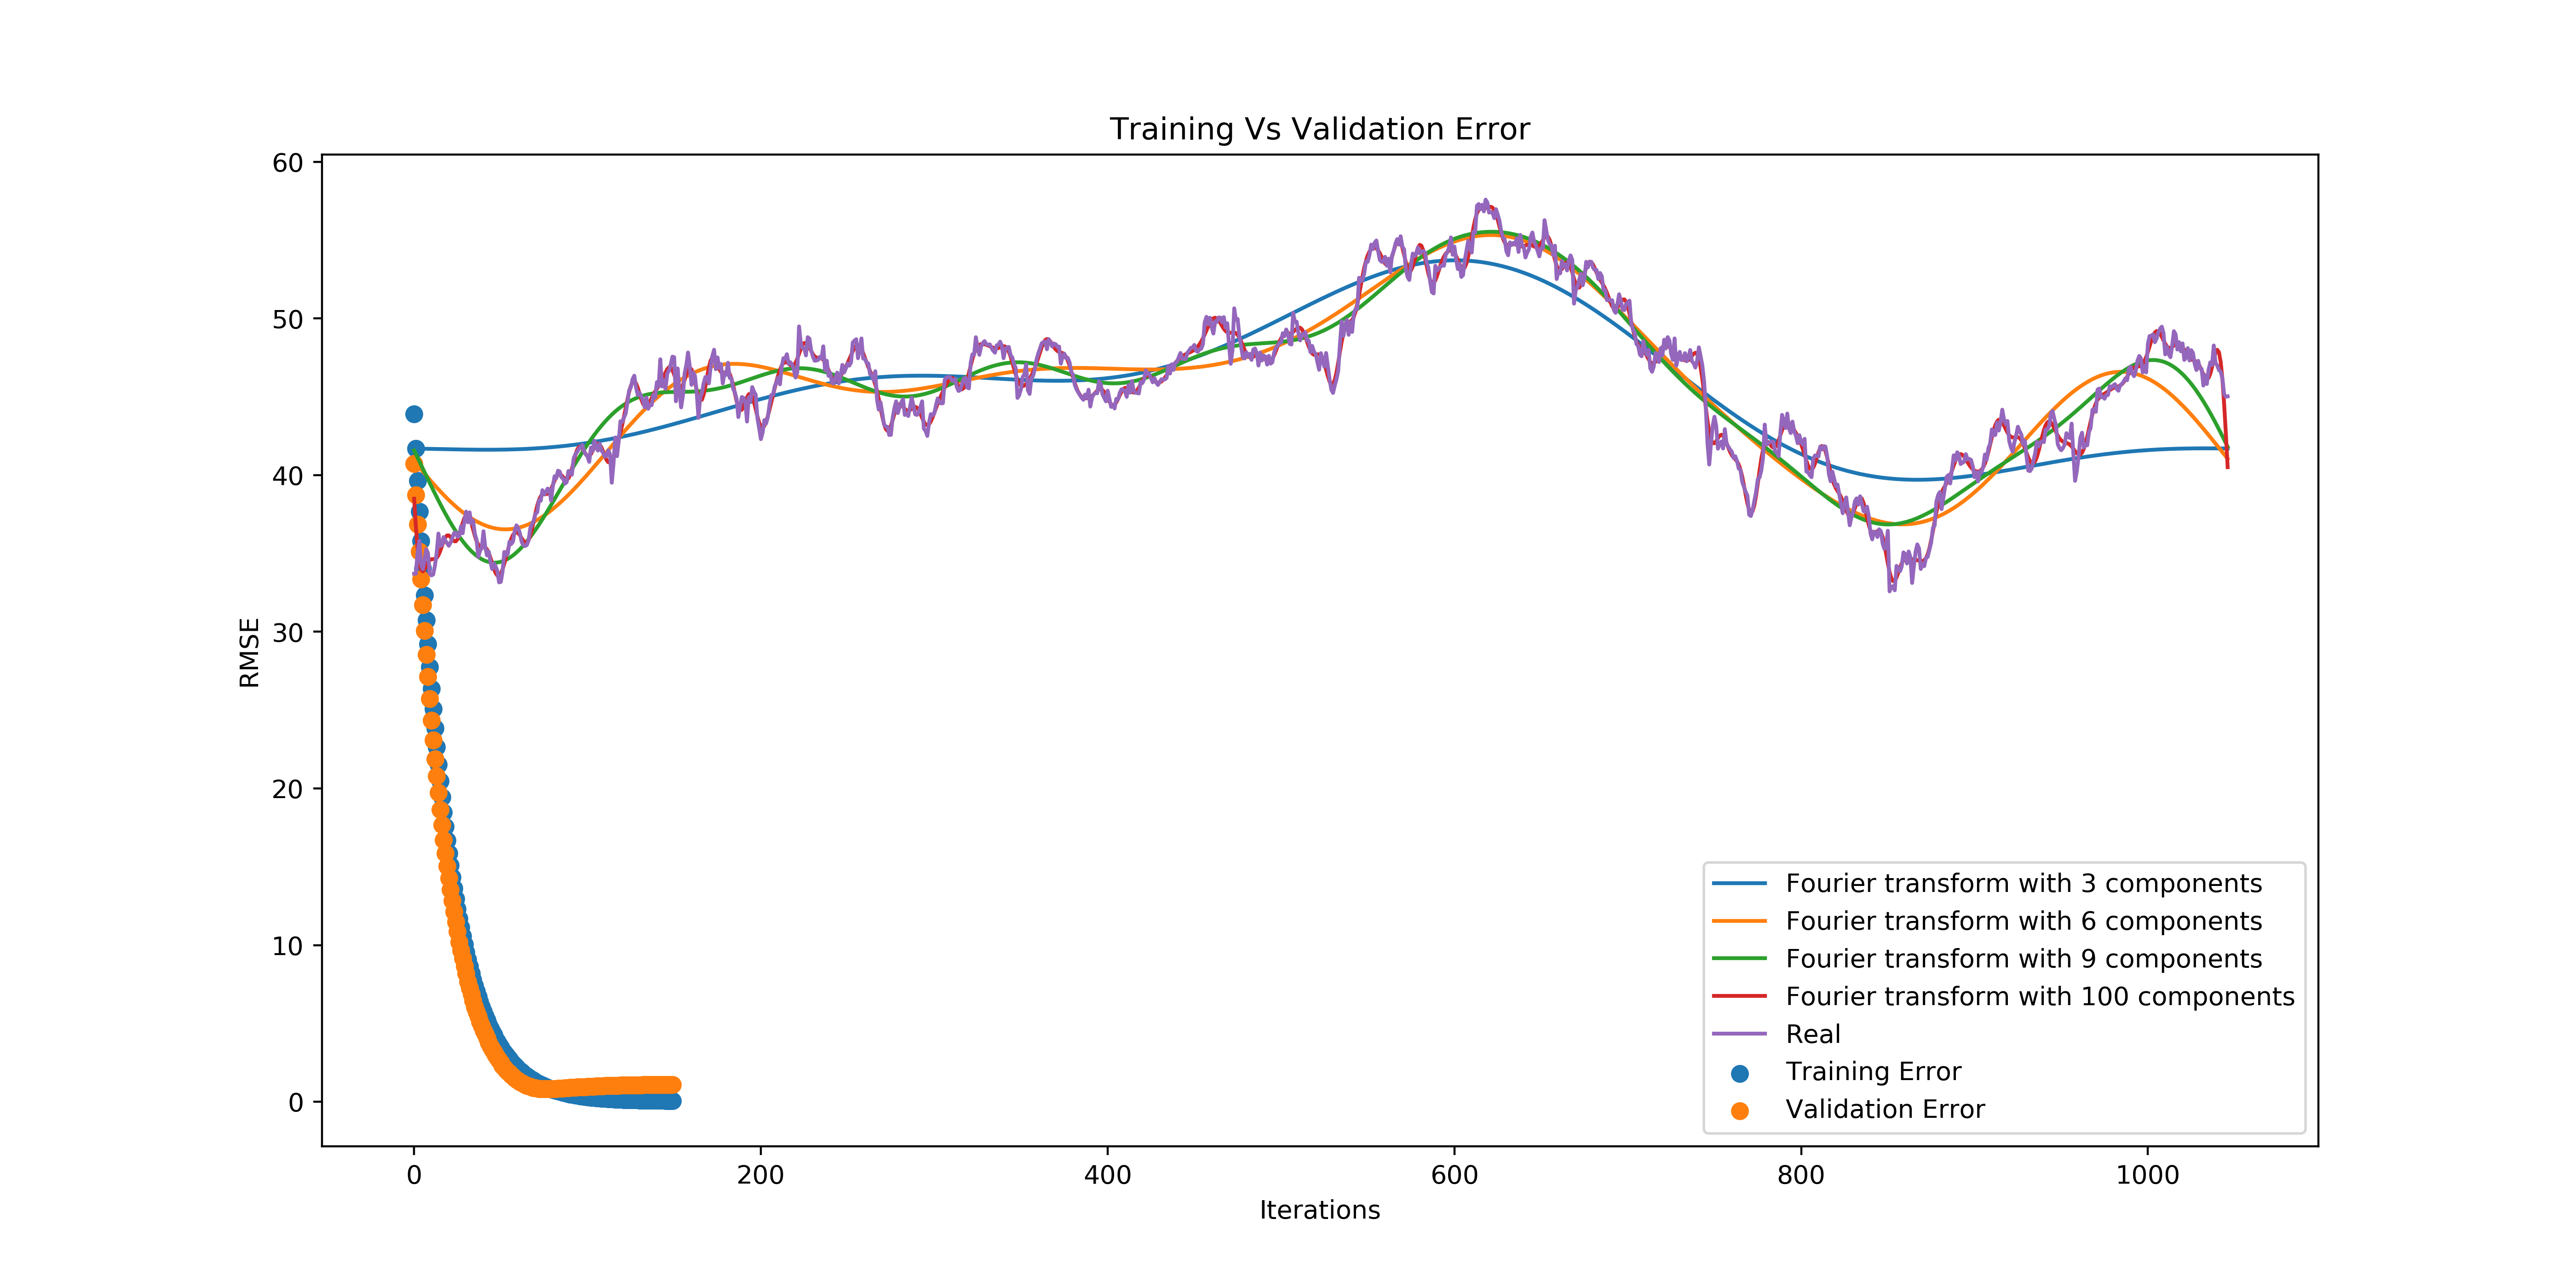 Training Vs Validation Error
60
50
40
30
20
10
0
RMSE
0 200 400 600 800 1000
Iterations
Fourier transform with 3 components
Fourier transform with 6 components
Fourier transform with 9 components
Fourier transform with 100 components
Real
Training Error
Validation Error